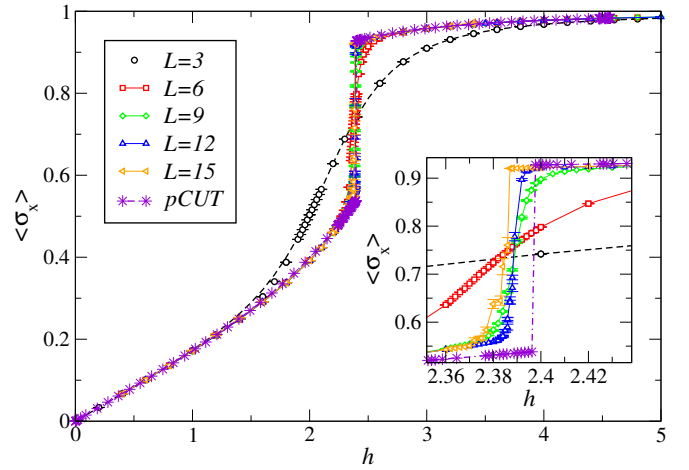 1
0.8
0.6
0.4
0.2
0
<σx>
L=3
L=6
L=9
L=12
L=15
pCUT
0.9
0.8
0.7
0.6
<σx>
2.36 2.38 2.4 2.42
h
0 1 2 3 4 5
h